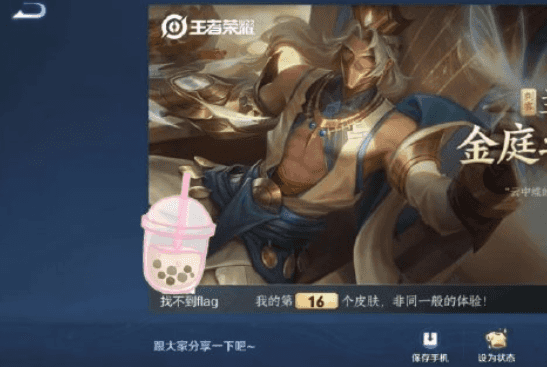 王者荣耀
刺客
金庭
找不到flag
我的第 16 个皮肤，非同一般的体验！
跟大家分享一下吧~
保存手机
设为状态